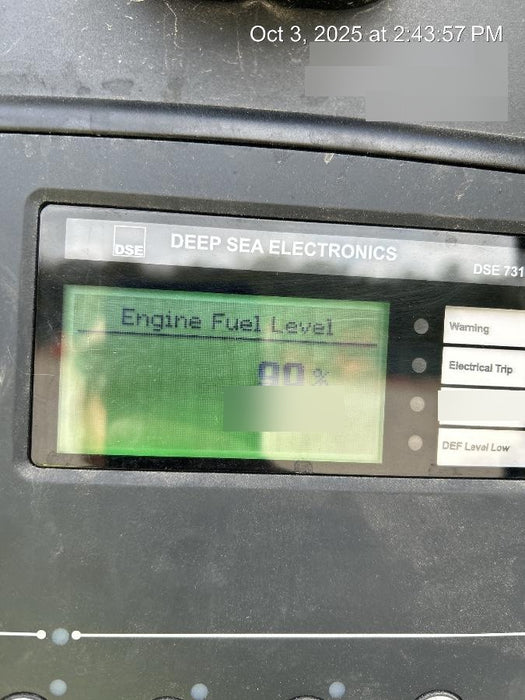 Oct 3, 2025 at 2:43:57 PM
DSE
DEEP SEA ELECTRONICS
DSE 731
Engine Fuel Level
%
Warning
Electrical Trip
DEF Level Low